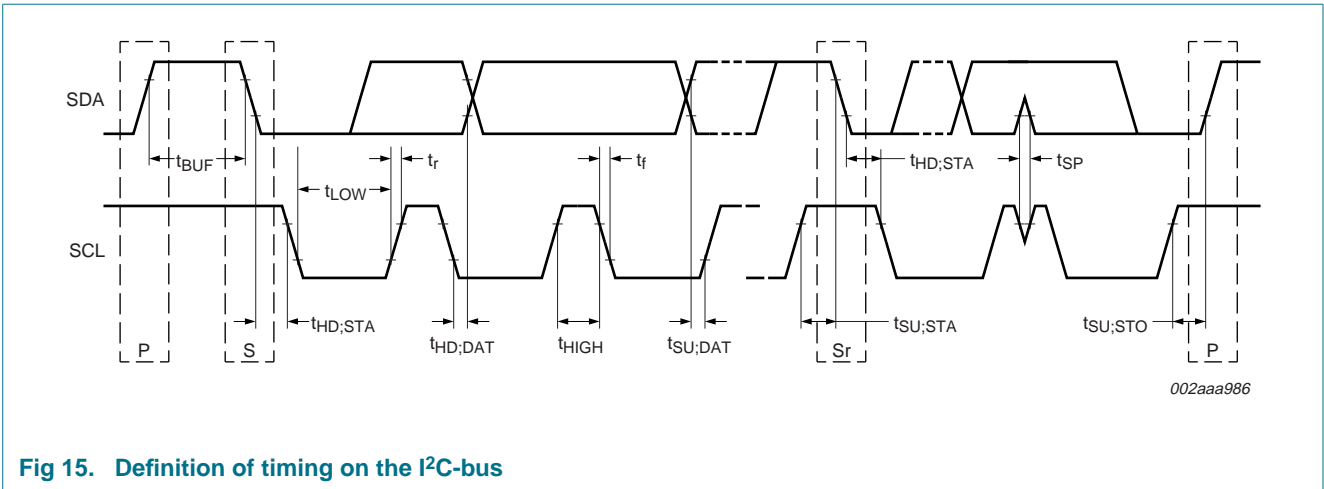 SDA
tBUF
tLOW
tr
tf
tHD;STA
tSP
SCL
tHD;STA
tHD;DAT
tHIGH
tSU;DAT
tSU;STA
tSU;STO
P
S
Sr
P
002aaa986
Fig 15. Definition of timing on the I²C-bus